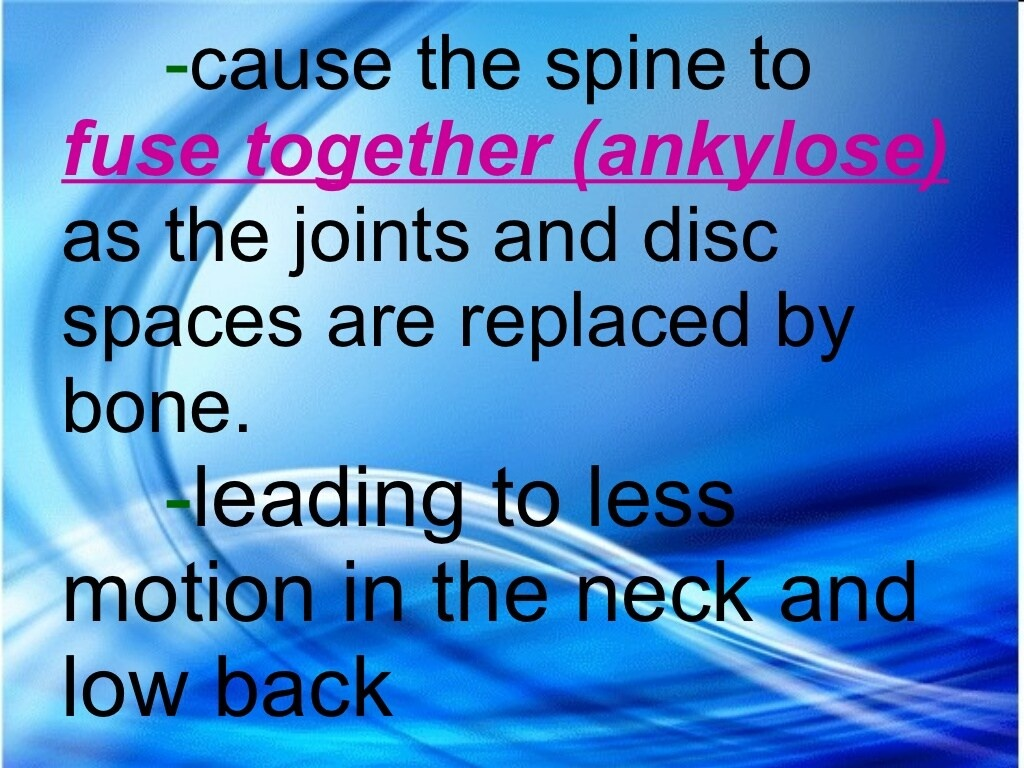 -cause the spine to
fuse together (ankylose)
as the joints and disc
spaces are replaced by
bone.
-leading to less
motion in the neck and
low back